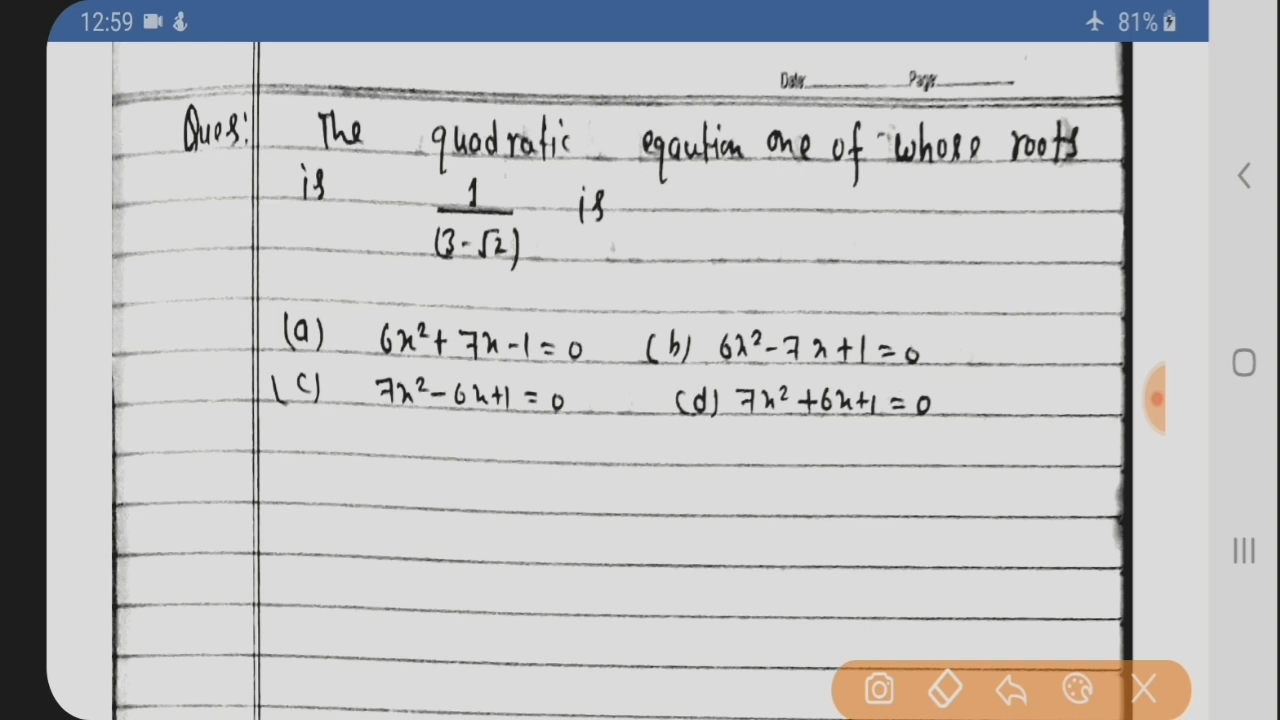 12:59 81%
Date Page
Ques: The quadratic eqaution one of whose roots
is 1/(3-√2) is
(a) 6x²+7x-1=0 (b) 6x²-7x+1=0
(c) 7x²-6x+1=0 (d) 7x²+6x+1=0